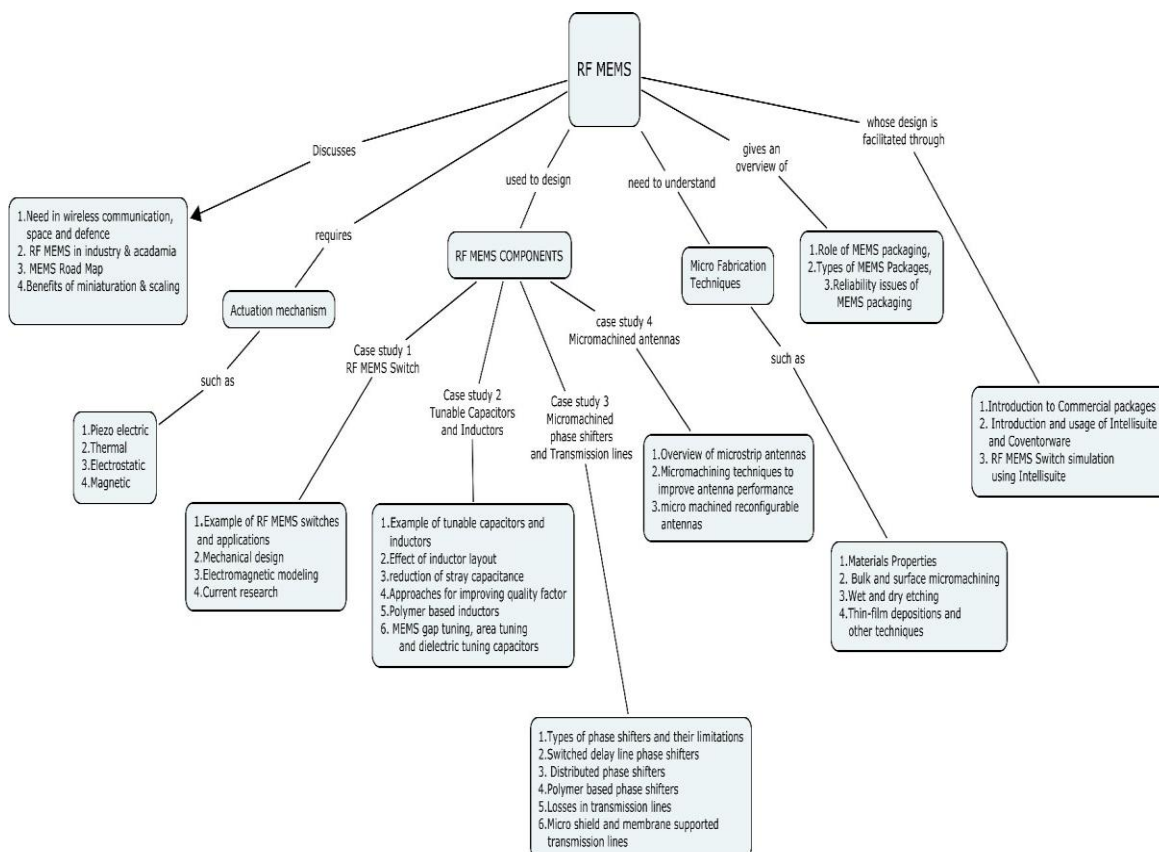 RF MEMS
Discusses
requires
used to design
need to understand
gives an
overview of
whose design is
facilitated through
1.Need in wireless communication,
space and defence
2. RF MEMS in industry & acadamia
3. MEMS Road Map
4.Benefits of miniaturation & scaling
Actuation mechanism
such as
1.Piezo electric
2.Thermal
3.Electrostatic
4.Magnetic
RF MEMS COMPONENTS
Case study 1
RF MEMS Switch
1.Example of RF MEMS switches
and applications
2.Mechanical design
3.Electromagnetic modeling
4.Current research
Case study 2
Tunable Capacitors
and Inductors
1.Example of tunable capacitors and
inductors
2.Effect of inductor layout
3.reduction of stray capacitance
4.Approaches for improving quality factor
5.Polymer based inductors
6. MEMS gap tuning, area tuning
and dielectric tuning capacitors
Case study 3
Micromachined
phase shifters
and Transmission lines
1.Types of phase shifters and their limitations
2.Switched delay line phase shifters
3. Distributed phase shifters
4.Polymer based phase shifters
5.Losses in transmission lines
6.Micro shield and membrane supported
transmission lines
case study 4
Micromachined antennas
1.Overview of microstrip antennas
2.Micromachining techniques to
improve antenna performance
3.micro machined reconfigurable
antennas
Micro Fabrication
Techniques
such as
1.Materials Properties
2. Bulk and surface micromachining
3.Wet and dry etching
4.Thin-film depositions and
other techniques
1.Role of MEMS packaging,
2.Types of MEMS Packages,
3.Reliability issues of
MEMS packaging
1.Introduction to Commercial packages
2. Introduction and usage of Intellisuite
and Coventorware
3. RF MEMS Switch simulation
using Intellisuite